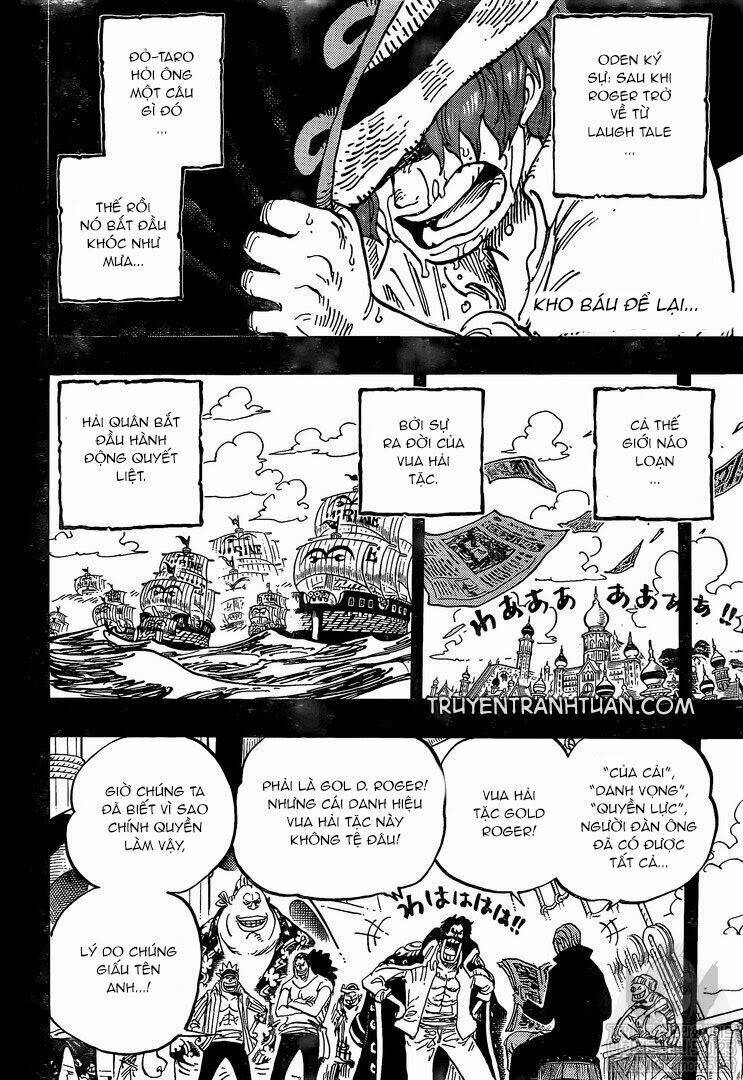 ODEN KÝ
SỰ: SAU KHI
ROGER TRỞ
VỀ TỪ
LAUGH TALE
...
ĐỎ-TARO
HỎI ÔNG
MỘT CÂU
GÌ ĐÓ
...
THẾ RỒI
NÓ BẮT ĐẦU
KHÓC NHƯ
MƯA...
KHO BÁU ĐỂ LẠI...
CẢ THẾ
GIỚI NÁO
LOẠN
...
BỞI SỰ
RA ĐỜI CỦA
VUA HẢI
TẶC.
HẢI QUÂN BẮT
ĐẦU HÀNH
ĐỘNG QUYẾT
LIỆT.
わあああ あああぁ!!
MARINE
TRUYENTRANHTUAN.COM
"CỦA CẢI",
"DANH VỌNG",
"QUYỀN LỰC",
NGƯỜI ĐÀN ÔNG
ĐÃ CÓ ĐƯỢC
TẤT CẢ...
VUA HẢI
TẶC GOLD
ROGER!
PHẢI LÀ GOL D. ROGER!
NHƯNG CÁI DANH HIỆU
VUA HẢI TẶC NÀY
KHÔNG TỆ ĐÂU!
わはははは!!
GIỜ CHÚNG TA
ĐÃ BIẾT VÌ SAO
CHÍNH QUYỀN
LÀM VẬY,
LÝ DO CHÚNG
GIẤU TÊN
ANH...!